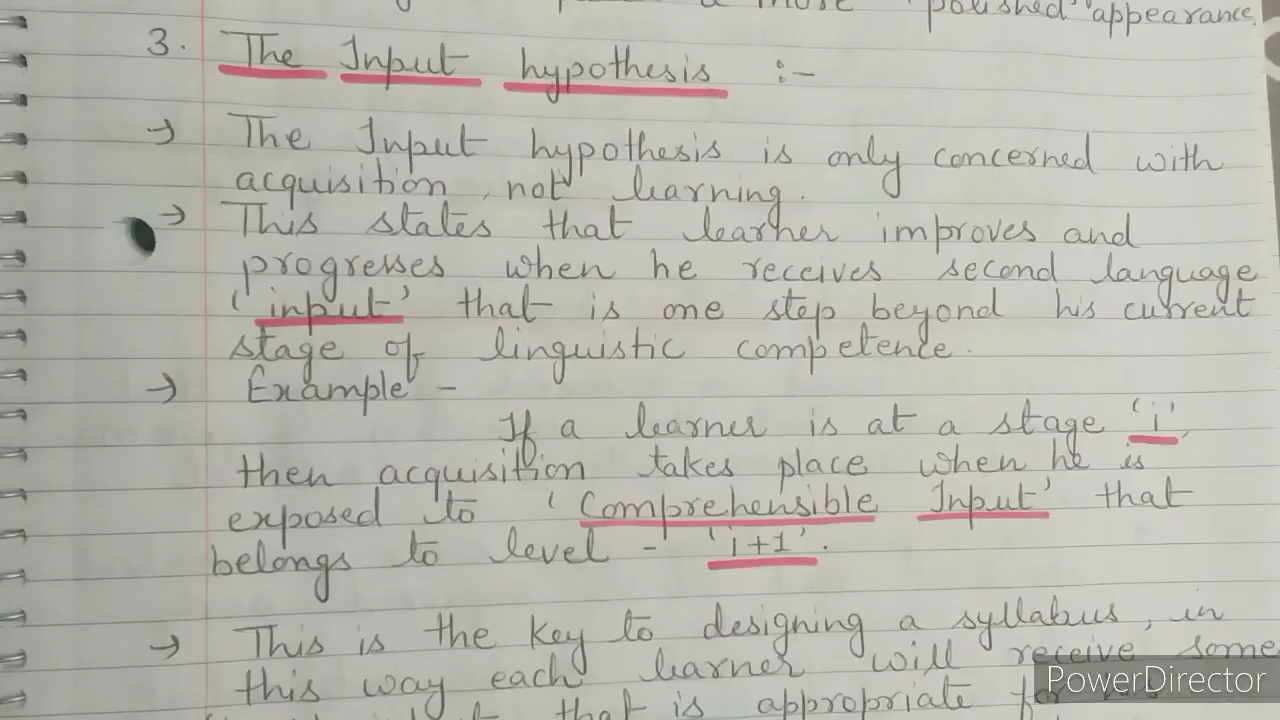 polished appearance.
3. The Input hypothesis :-
→ The Input hypothesis is only concerned with
acquisition, not learning.
→ This states that learner improves and
progresses when he receives second language
'input' that is one step beyond his current
stage of linguistic competence.
→ Example -
If a learner is at a stage 'i',
then acquisition takes place when he is
exposed to 'Comprehensible Input' that
belongs to level - 'i+1'.
→ This is the key to designing a syllabus, in
this way each learner will receive some
that is appropriate
PowerDirector